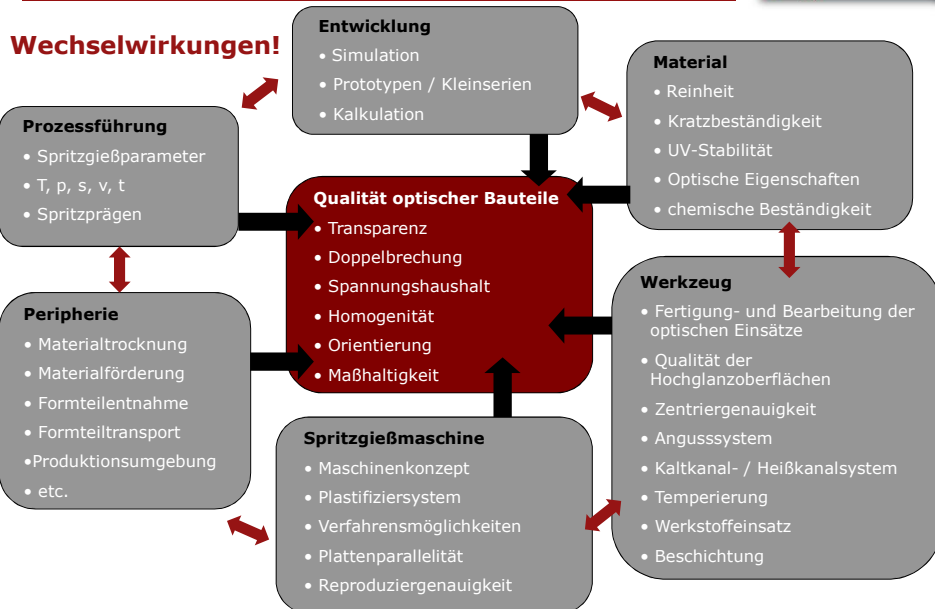 Wechselwirkungen!
Entwicklung
• Simulation
• Prototypen / Kleinserien
• Kalkulation
Material
• Reinheit
• Kratzbeständigkeit
• UV-Stabilität
• Optische Eigenschaften
• chemische Beständigkeit
Prozessführung
• Spritzgießparameter
• T, p, s, v, t
• Spritzprägen
Qualität optischer Bauteile
• Transparenz
• Doppelbrechung
• Spannungshaushalt
• Homogenität
• Orientierung
• Maßhaltigkeit
Werkzeug
• Fertigung- und Bearbeitung der
optischen Einsätze
• Qualität der
Hochglanzoberflächen
• Zentriergenauigkeit
• Angusssystem
• Kaltkanal- / Heißkanalsystem
• Temperierung
• Werkstoffeinsatz
• Beschichtung
Peripherie
• Materialtrocknung
• Materialförderung
• Formteilentnahme
• Formteiltransport
•Produktionsumgebung
• etc.
Spritzgießmaschine
• Maschinenkonzept
• Plastifiziersystem
• Verfahrensmöglichkeiten
• Plattenparallelität
• Reproduziergenauigkeit